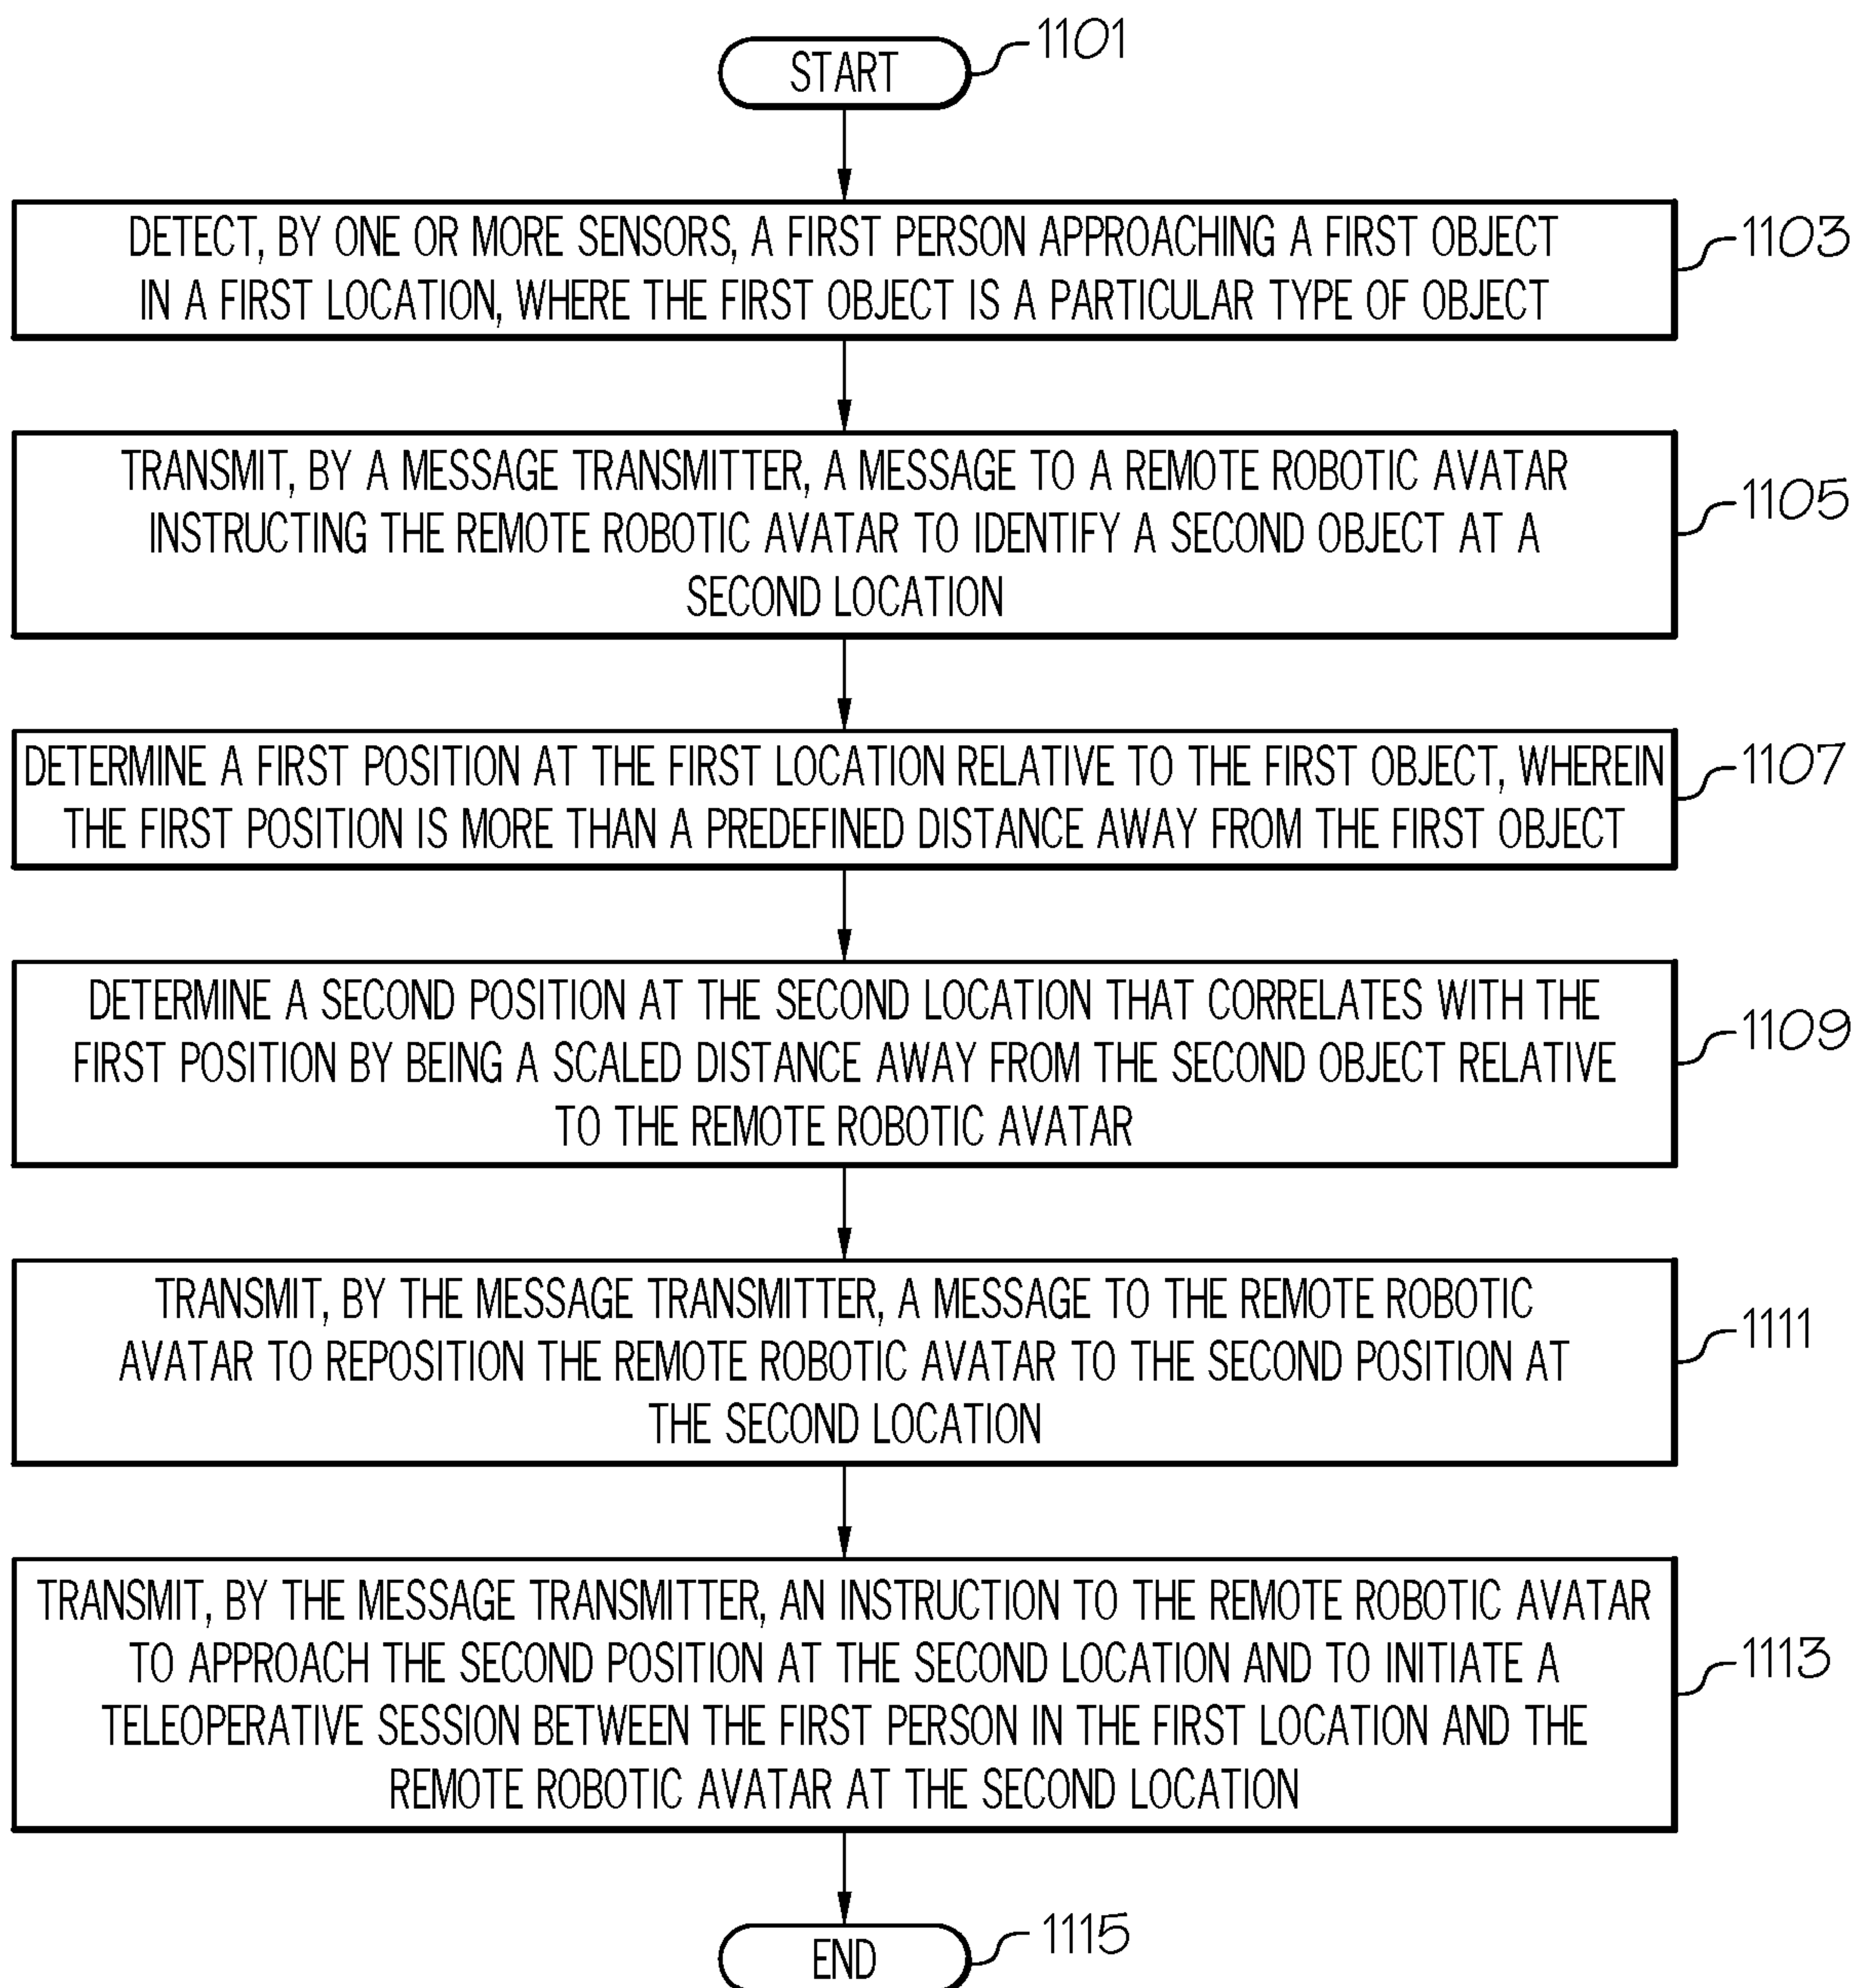 START
1101
DETECT, BY ONE OR MORE SENSORS, A FIRST PERSON APPROACHING A FIRST OBJECT
IN A FIRST LOCATION, WHERE THE FIRST OBJECT IS A PARTICULAR TYPE OF OBJECT
1103
TRANSMIT, BY A MESSAGE TRANSMITTER, A MESSAGE TO A REMOTE ROBOTIC AVATAR
INSTRUCTING THE REMOTE ROBOTIC AVATAR TO IDENTIFY A SECOND OBJECT AT A
SECOND LOCATION
1105
DETERMINE A FIRST POSITION AT THE FIRST LOCATION RELATIVE TO THE FIRST OBJECT, WHEREIN
THE FIRST POSITION IS MORE THAN A PREDEFINED DISTANCE AWAY FROM THE FIRST OBJECT
1107
DETERMINE A SECOND POSITION AT THE SECOND LOCATION THAT CORRELATES WITH THE
FIRST POSITION BY BEING A SCALED DISTANCE AWAY FROM THE SECOND OBJECT RELATIVE
TO THE REMOTE ROBOTIC AVATAR
1109
TRANSMIT, BY THE MESSAGE TRANSMITTER, A MESSAGE TO THE REMOTE ROBOTIC
AVATAR TO REPOSITION THE REMOTE ROBOTIC AVATAR TO THE SECOND POSITION AT
THE SECOND LOCATION
1111
TRANSMIT, BY THE MESSAGE TRANSMITTER, AN INSTRUCTION TO THE REMOTE ROBOTIC AVATAR
TO APPROACH THE SECOND POSITION AT THE SECOND LOCATION AND TO INITIATE A
TELEOPERATIVE SESSION BETWEEN THE FIRST PERSON IN THE FIRST LOCATION AND THE
REMOTE ROBOTIC AVATAR AT THE SECOND LOCATION
1113
END
1115